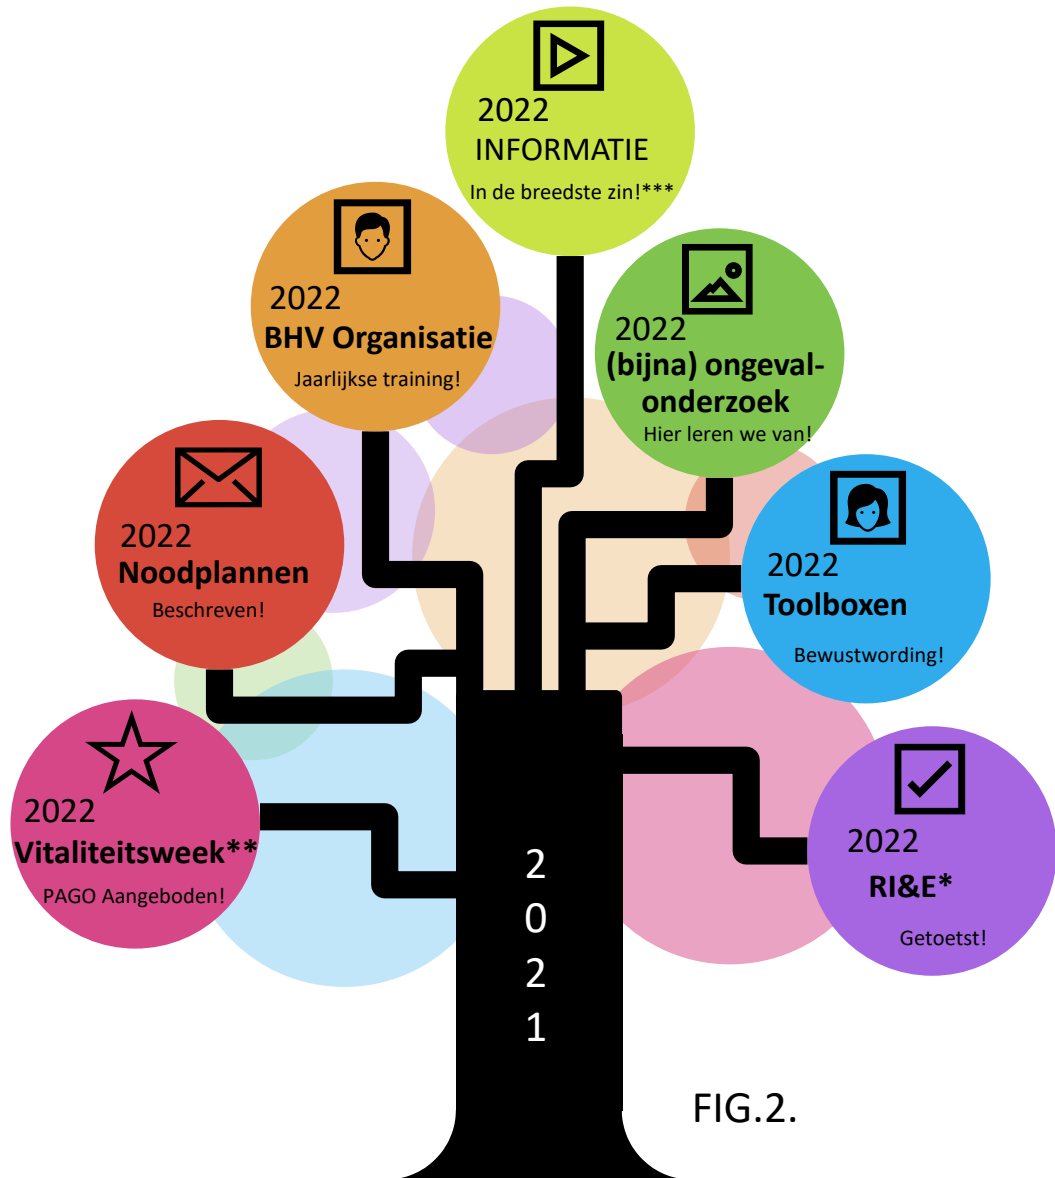 2022
INFORMATIE
In de breedste zin!***
2022
BHV Organisatie
Jaarlijkse training!
2022
(bijna) ongeval-
onderzoek
Hier leren we van!
2022
Noodplannen
Beschreven!
2022
Toolboxen
Bewustwording!
2022
Vitaliteitsweek**
PAGO Aangeboden!
2022
RI&E*
Getoetst!
2
0
2
1
FIG.2.